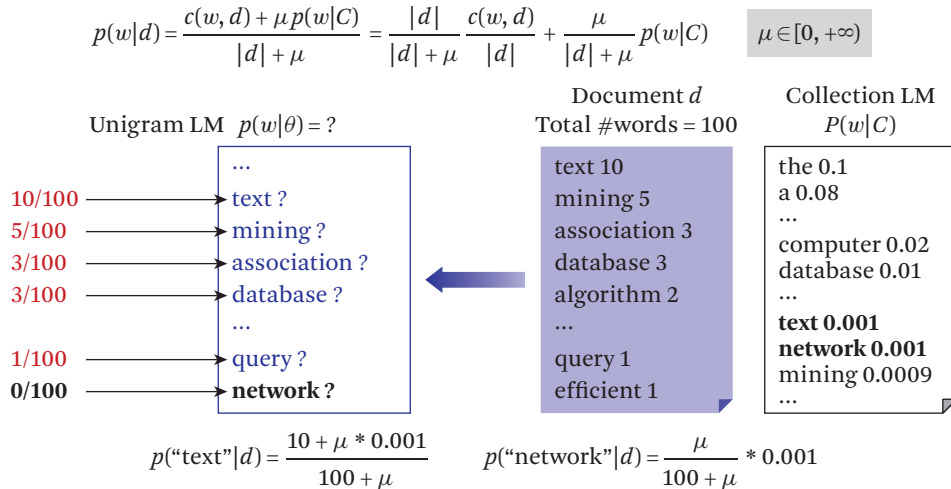 p(w|d) = (c(w, d) + μ p(w|C)) / (|d| + μ) = |d| / (|d| + μ) c(w, d) / |d| + μ / (|d| + μ) p(w|C)
μ ∈ [0, +∞)
Unigram LM p(w|θ) = ?
...
10/100 text ?
5/100 mining ?
3/100 association ?
3/100 database ?
...
1/100 query ?
0/100 network ?
Document d
Total #words = 100
text 10
mining 5
association 3
database 3
algorithm 2
...
query 1
efficient 1
Collection LM
P(w|C)
the 0.1
a 0.08
...
computer 0.02
database 0.01
...
text 0.001
network 0.001
mining 0.0009
...
p(“text”|d) = (10 + μ * 0.001) / (100 + μ)
p(“network”|d) = μ / (100 + μ) * 0.001